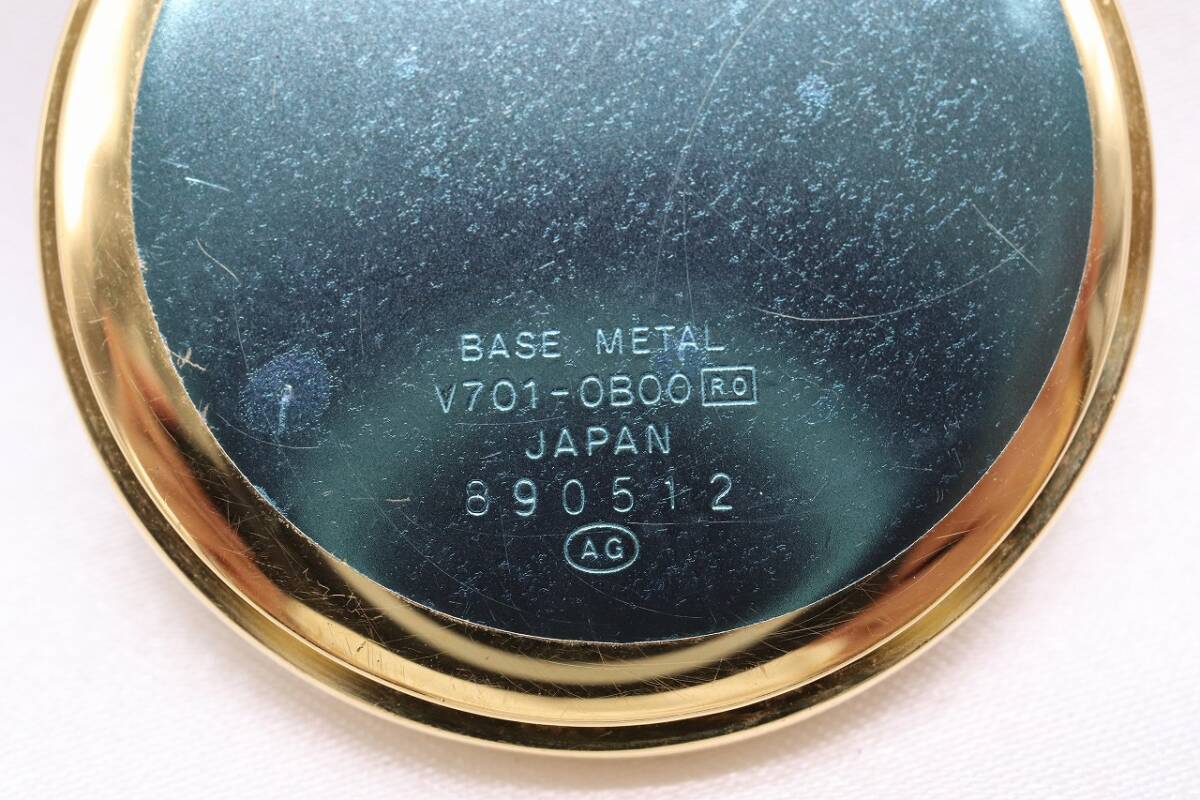 BASE METAL
V701-0B00 RO
JAPAN
890512
AG